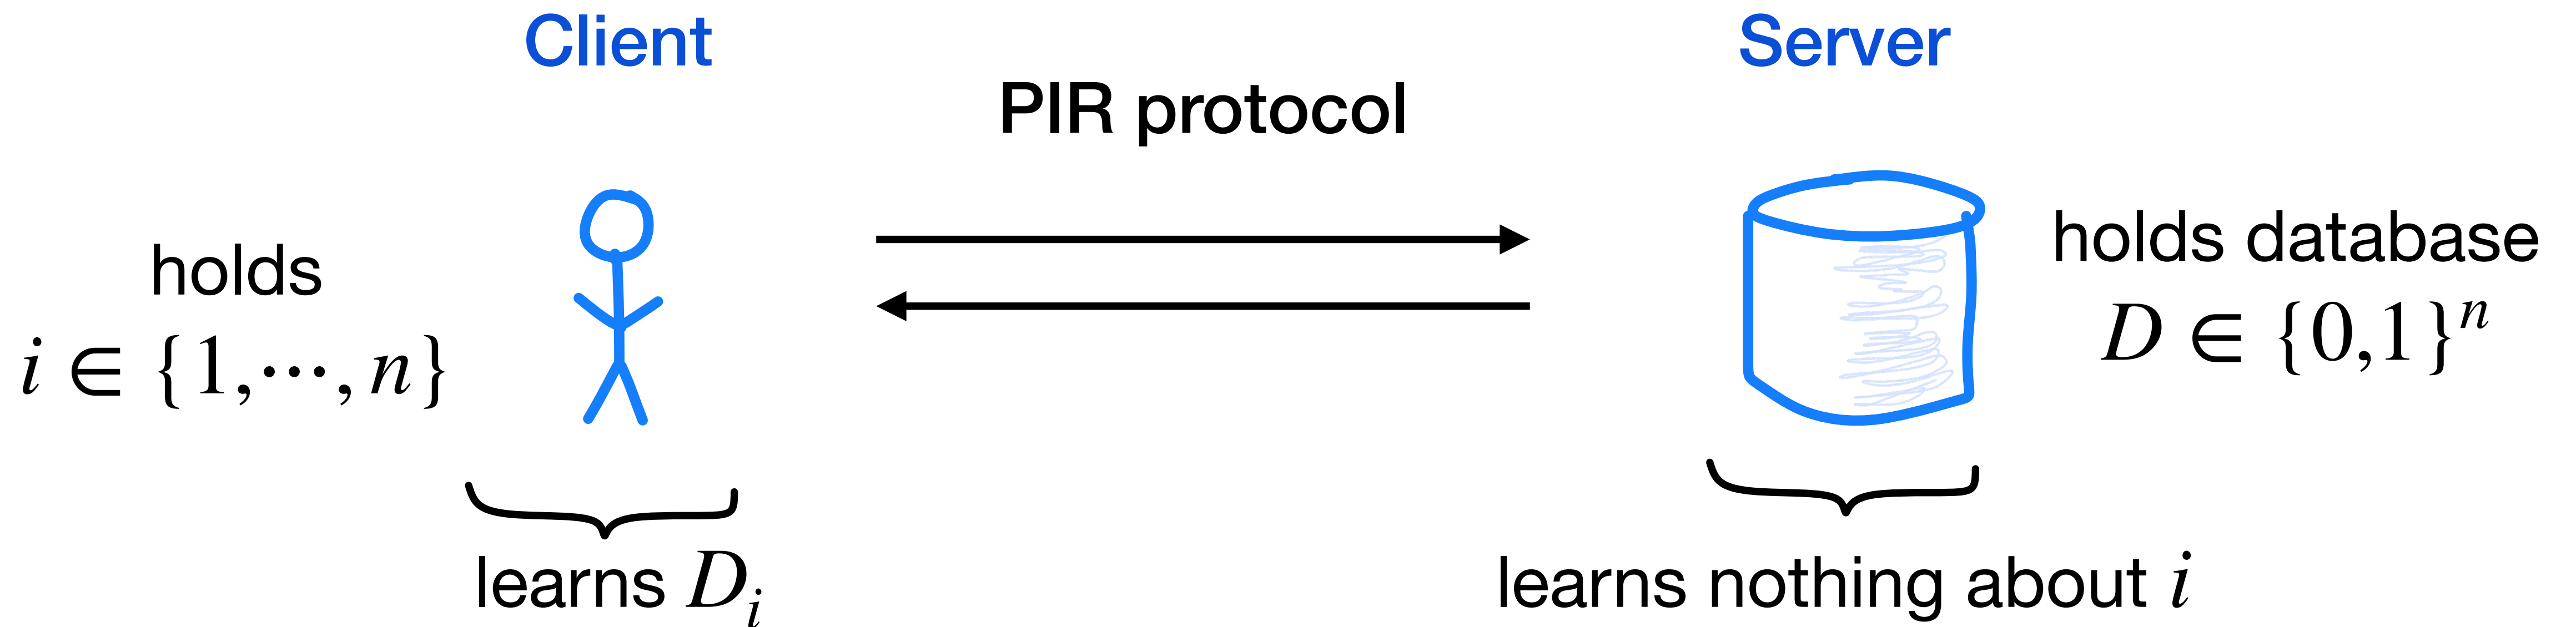 Client
Server
PIR protocol
holds
i ∈ {1,⋯, n}
holds database
D ∈ {0,1}ⁿ
learns Dᵢ
learns nothing about i